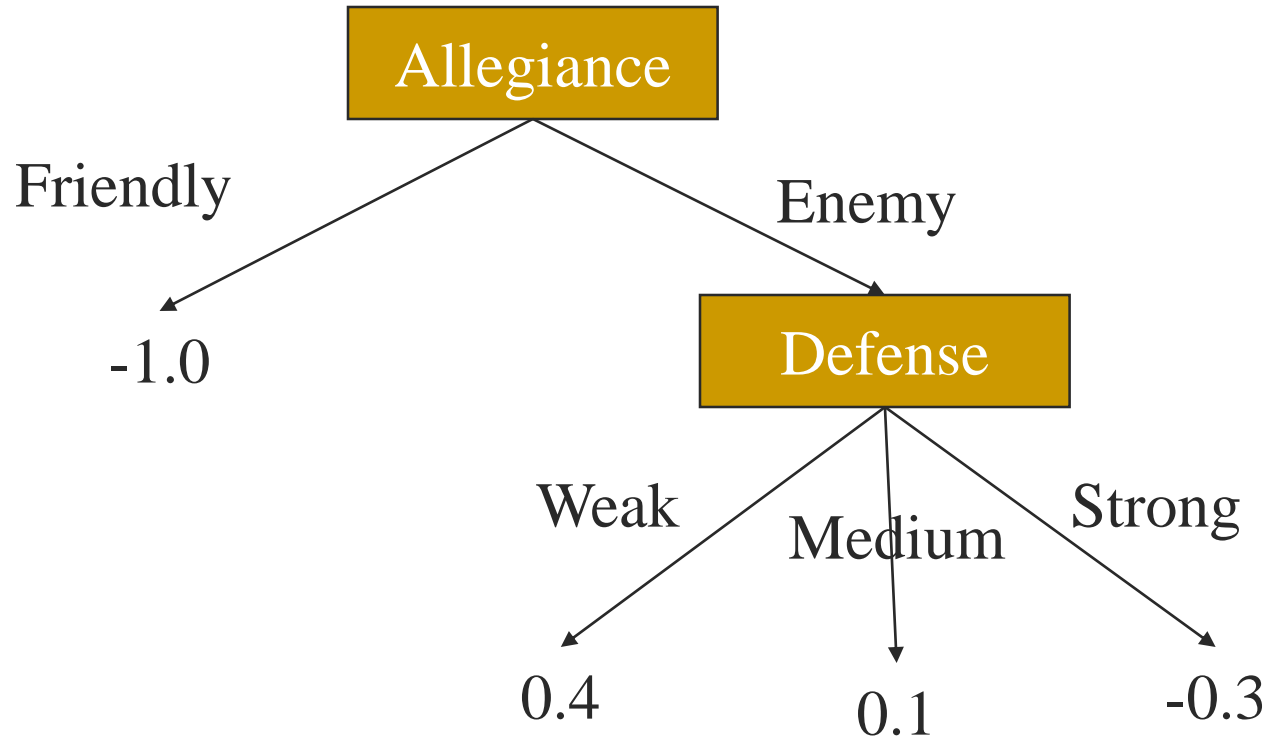 Allegiance
Friendly
Enemy
-1.0
Defense
Weak
Medium
Strong
0.4
0.1
-0.3